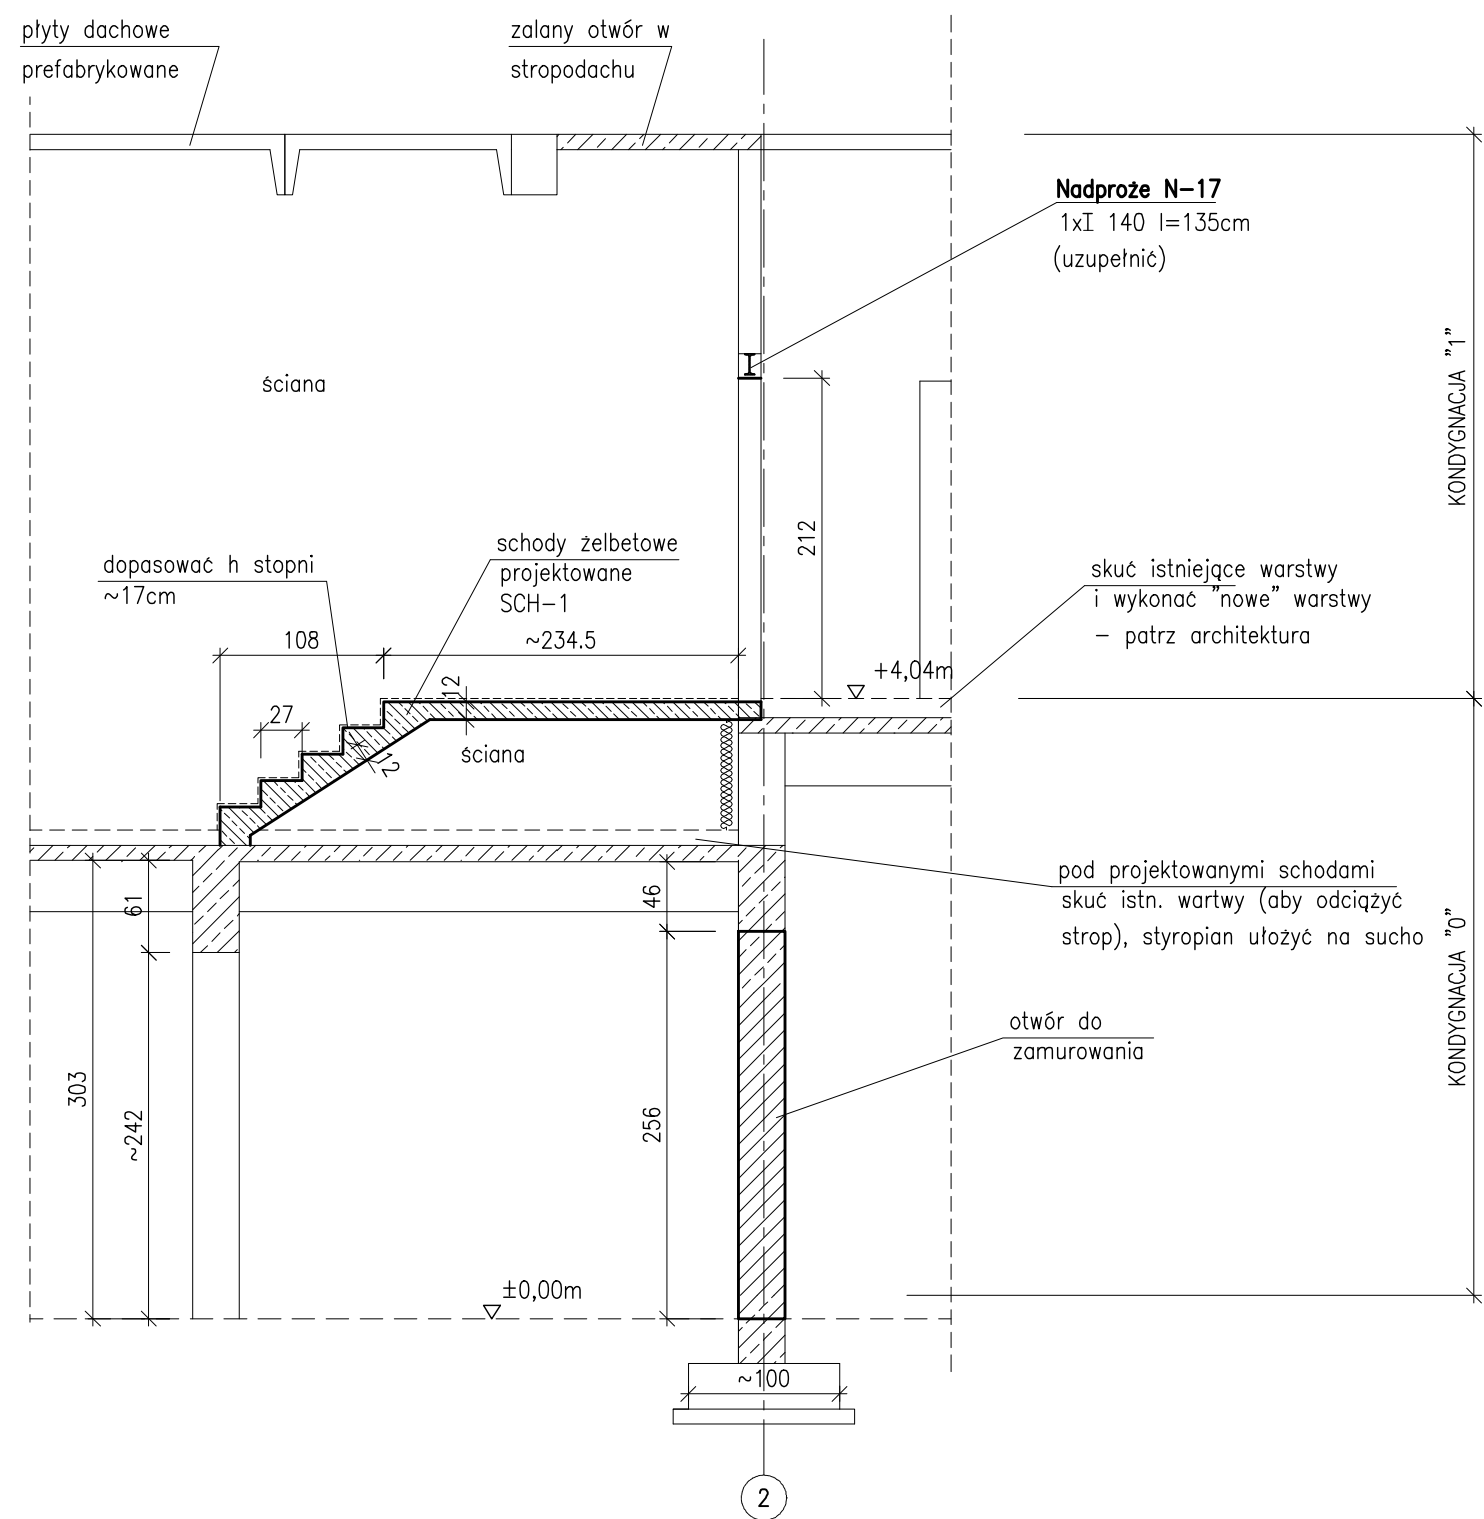 płyty dachowe
prefabrykowane
zalany otwór w
stropodachu
Nadproże N-17
1xI 140 l=135cm
(uzupełnić)
KONDYGNACJA "1"
ściana
212
schody żelbetowe
projektowane
SCH-1
dopasować h stopni
~17cm
skuć istniejące warstwy
i wykonać "nowe" warstwy
- patrz architektura
108
~234.5
+4,04m
12
27
12
ściana
pod projektowanymi schodami
skuć istn. wartwy (aby odciążyć
strop), styropian ułożyć na sucho
61
46
KONDYGNACJA "0"
otwór do
zamurowania
303
~242
256
±0,00m
~100
2